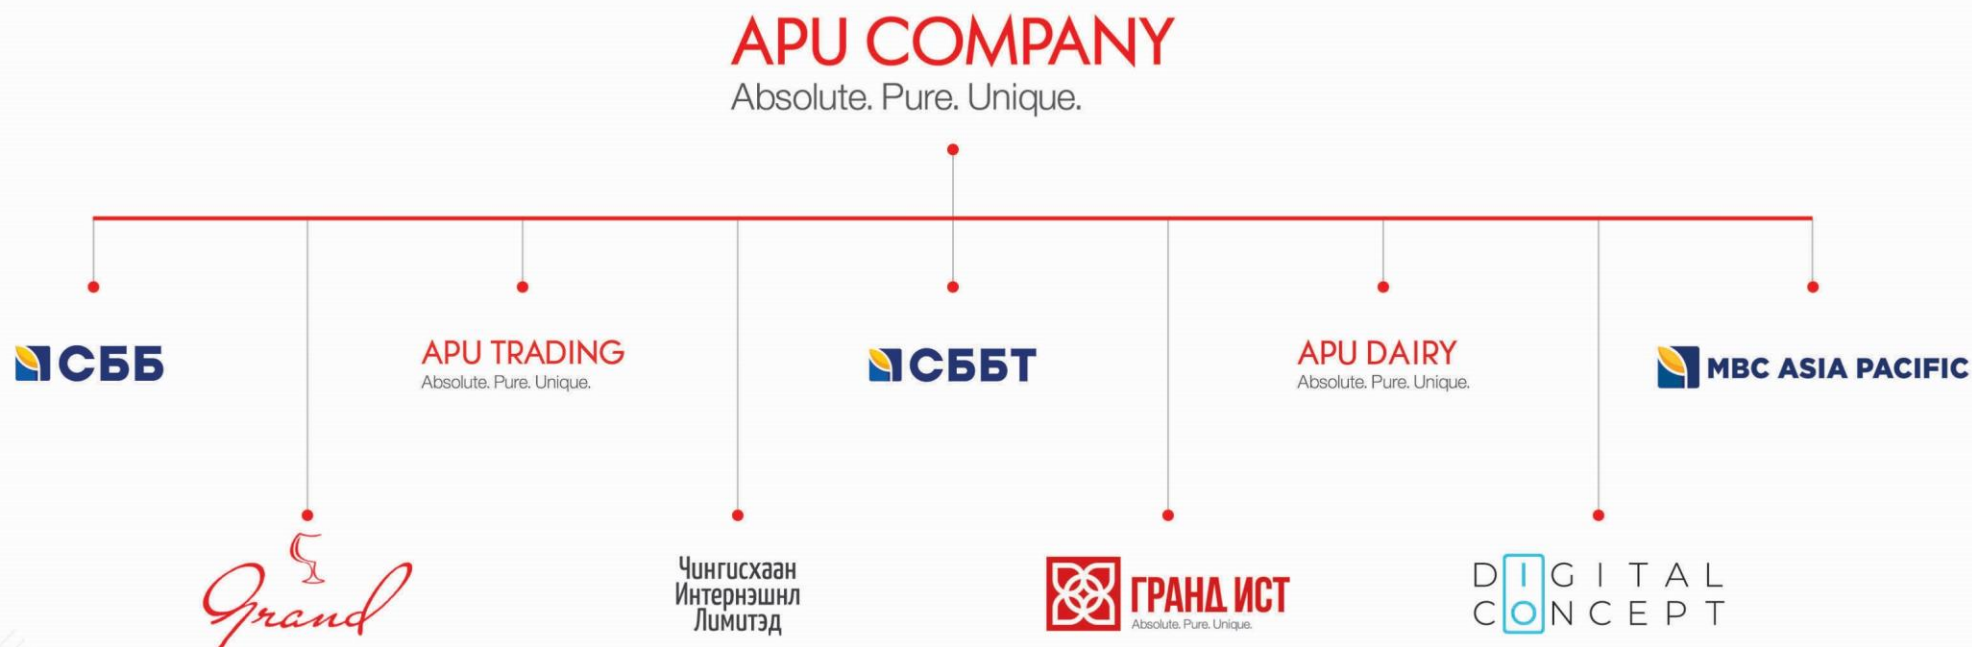 APU COMPANY
Absolute. Pure. Unique.
СББ
APU TRADING
Absolute. Pure. Unique.
СББТ
APU DAIRY
Absolute. Pure. Unique.
MBC ASIA PACIFIC
Grand
Чингисхаан
Интернэшнл
Лимитэд
ГРАНД ИСТ
Absolute. Pure. Unique.
DIGITAL
CONCEPT